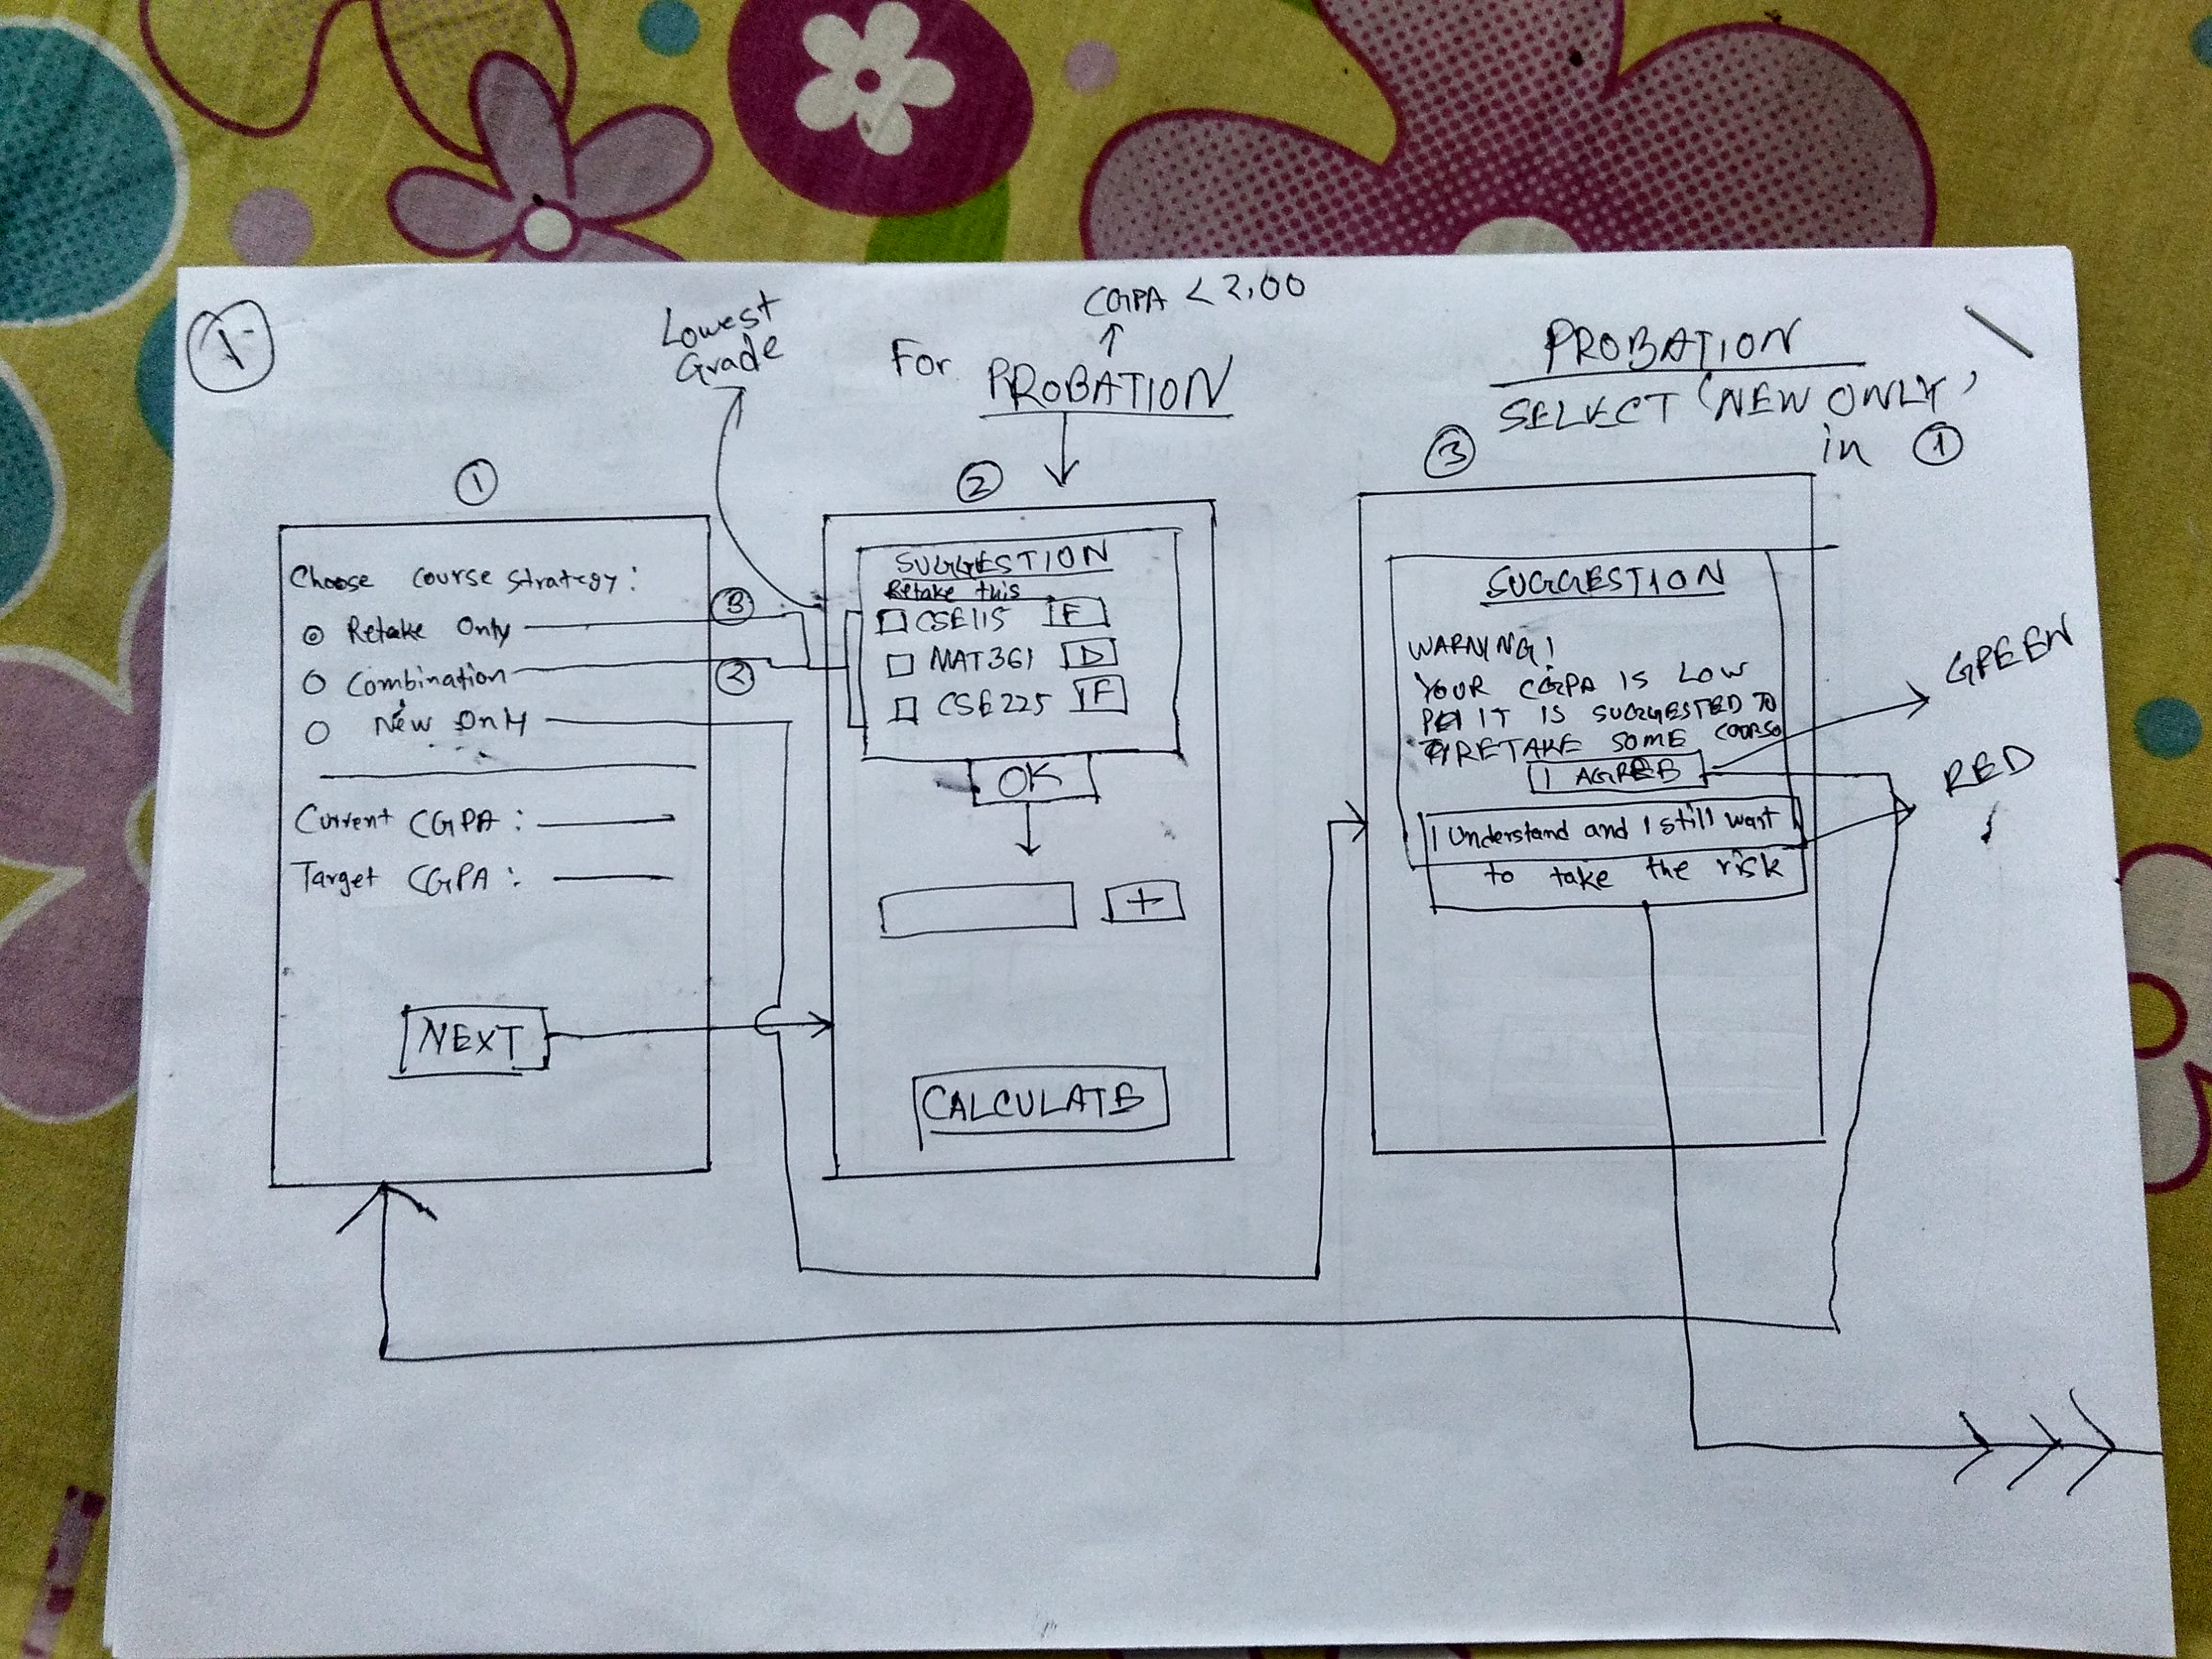 1.
Lowest
Grade
CGPA < 2.00
For PROBATION
PROBATION
SELECT 'NEW ONLY'
in 1
1
Choose course strategy:
Retake Only
Combination
New Only
Current CGPA:
Target CGPA:
NEXT
3
2
2
SUGGESTION
Retake this
CSE115 F
MAT361 D
CSE225 F
OK
+
CALCULATE
3
SUGGESTION
WARNING!
YOUR CGPA IS LOW
IT IS SUGGESTED TO
RETAKE SOME
I AGREE
I Understand and I still want
to take the risk
GREEN
RED